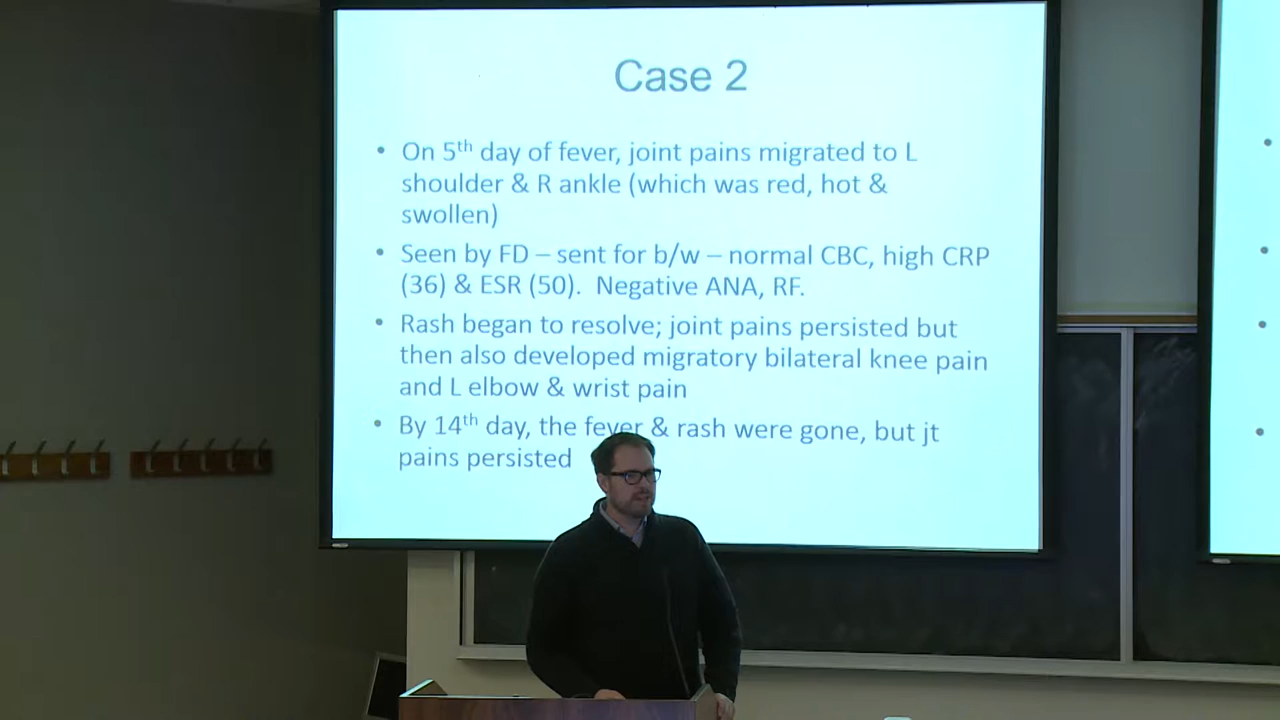 Case 2
• On 5th day of fever, joint pains migrated to L
shoulder & R ankle (which was red, hot &
swollen)
• Seen by FD – sent for b/w – normal CBC, high CRP
(36) & ESR (50).  Negative ANA, RF.
• Rash began to resolve; joint pains persisted but
then also developed migratory bilateral knee pain
and L elbow & wrist pain
• By 14th day, the fever & rash were gone, but jt
pains persisted